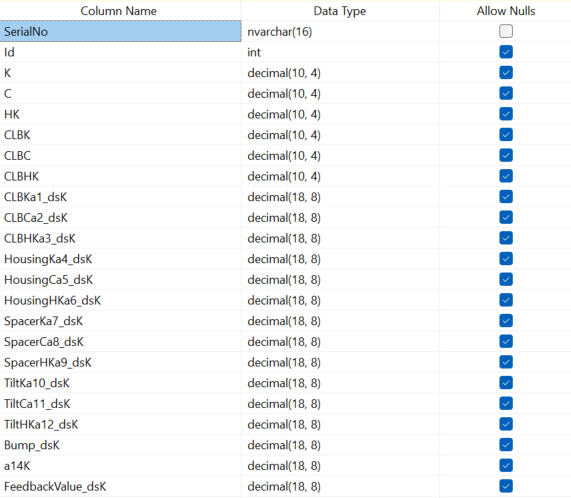 Column Name Data Type Allow Nulls
SerialNo nvarchar(16)
Id int
K decimal(10, 4)
C decimal(10, 4)
HK decimal(10, 4)
CLBK decimal(10, 4)
CLBC decimal(10, 4)
CLBHK decimal(10, 4)
CLBKa1_dsK decimal(18, 8)
CLBCa2_dsK decimal(18, 8)
CLBHKa3_dsK decimal(18, 8)
HousingKa4_dsK decimal(18, 8)
HousingCa5_dsK decimal(18, 8)
HousingHKa6_dsK decimal(18, 8)
SpacerKa7_dsK decimal(18, 8)
SpacerCa8_dsK decimal(18, 8)
SpacerHKa9_dsK decimal(18, 8)
TiltKa10_dsK decimal(18, 8)
TiltCa11_dsK decimal(18, 8)
TiltHKa12_dsK decimal(18, 8)
Bump_dsK decimal(18, 8)
a14K decimal(18, 8)
FeedbackValue_dsK decimal(18, 8)